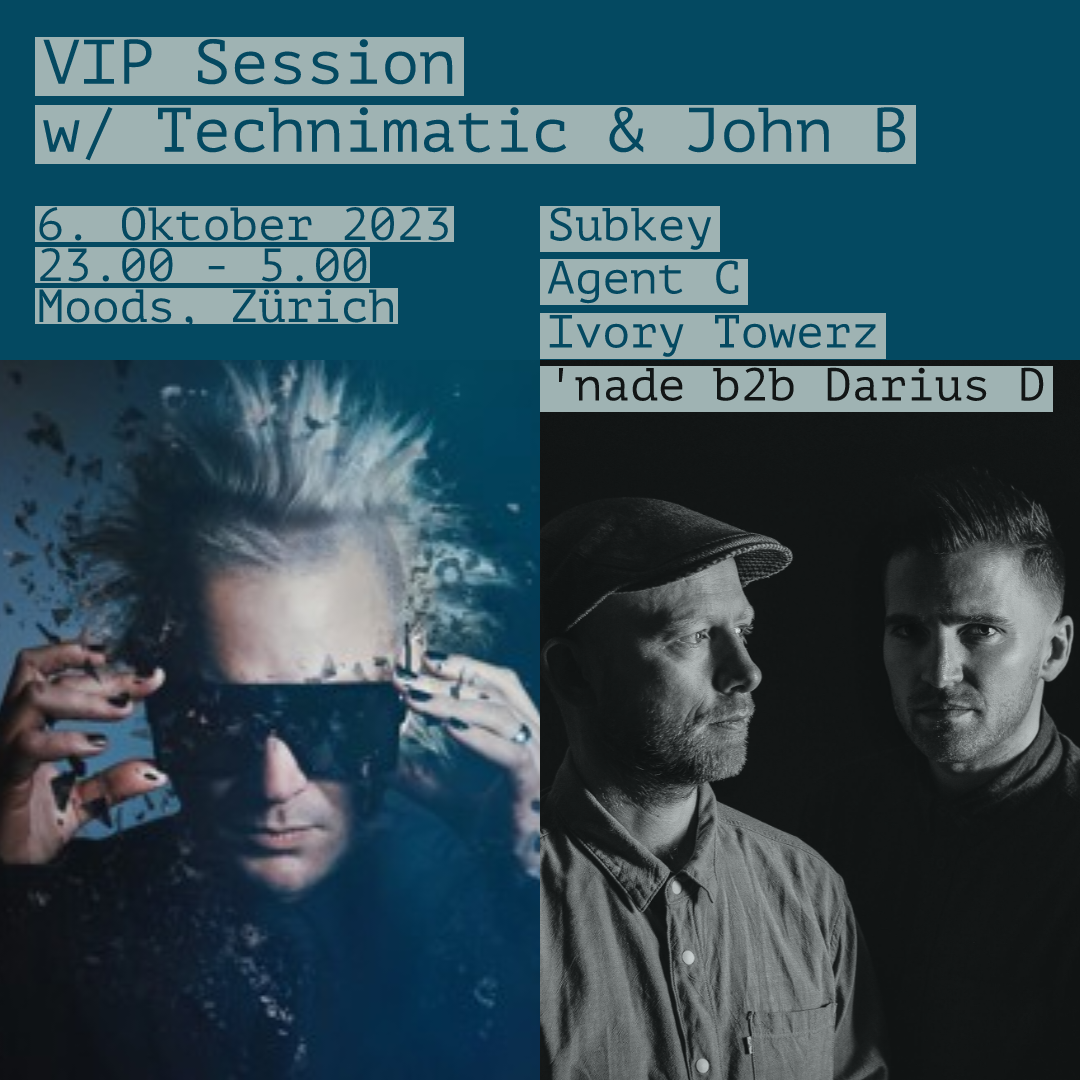 VIP Session
w/ Technimatic & John B
6. Oktober 2023
23.00 - 5.00
Moods, Zürich
Subkey
Agent C
Ivory Towerz
'nade b2b Darius D